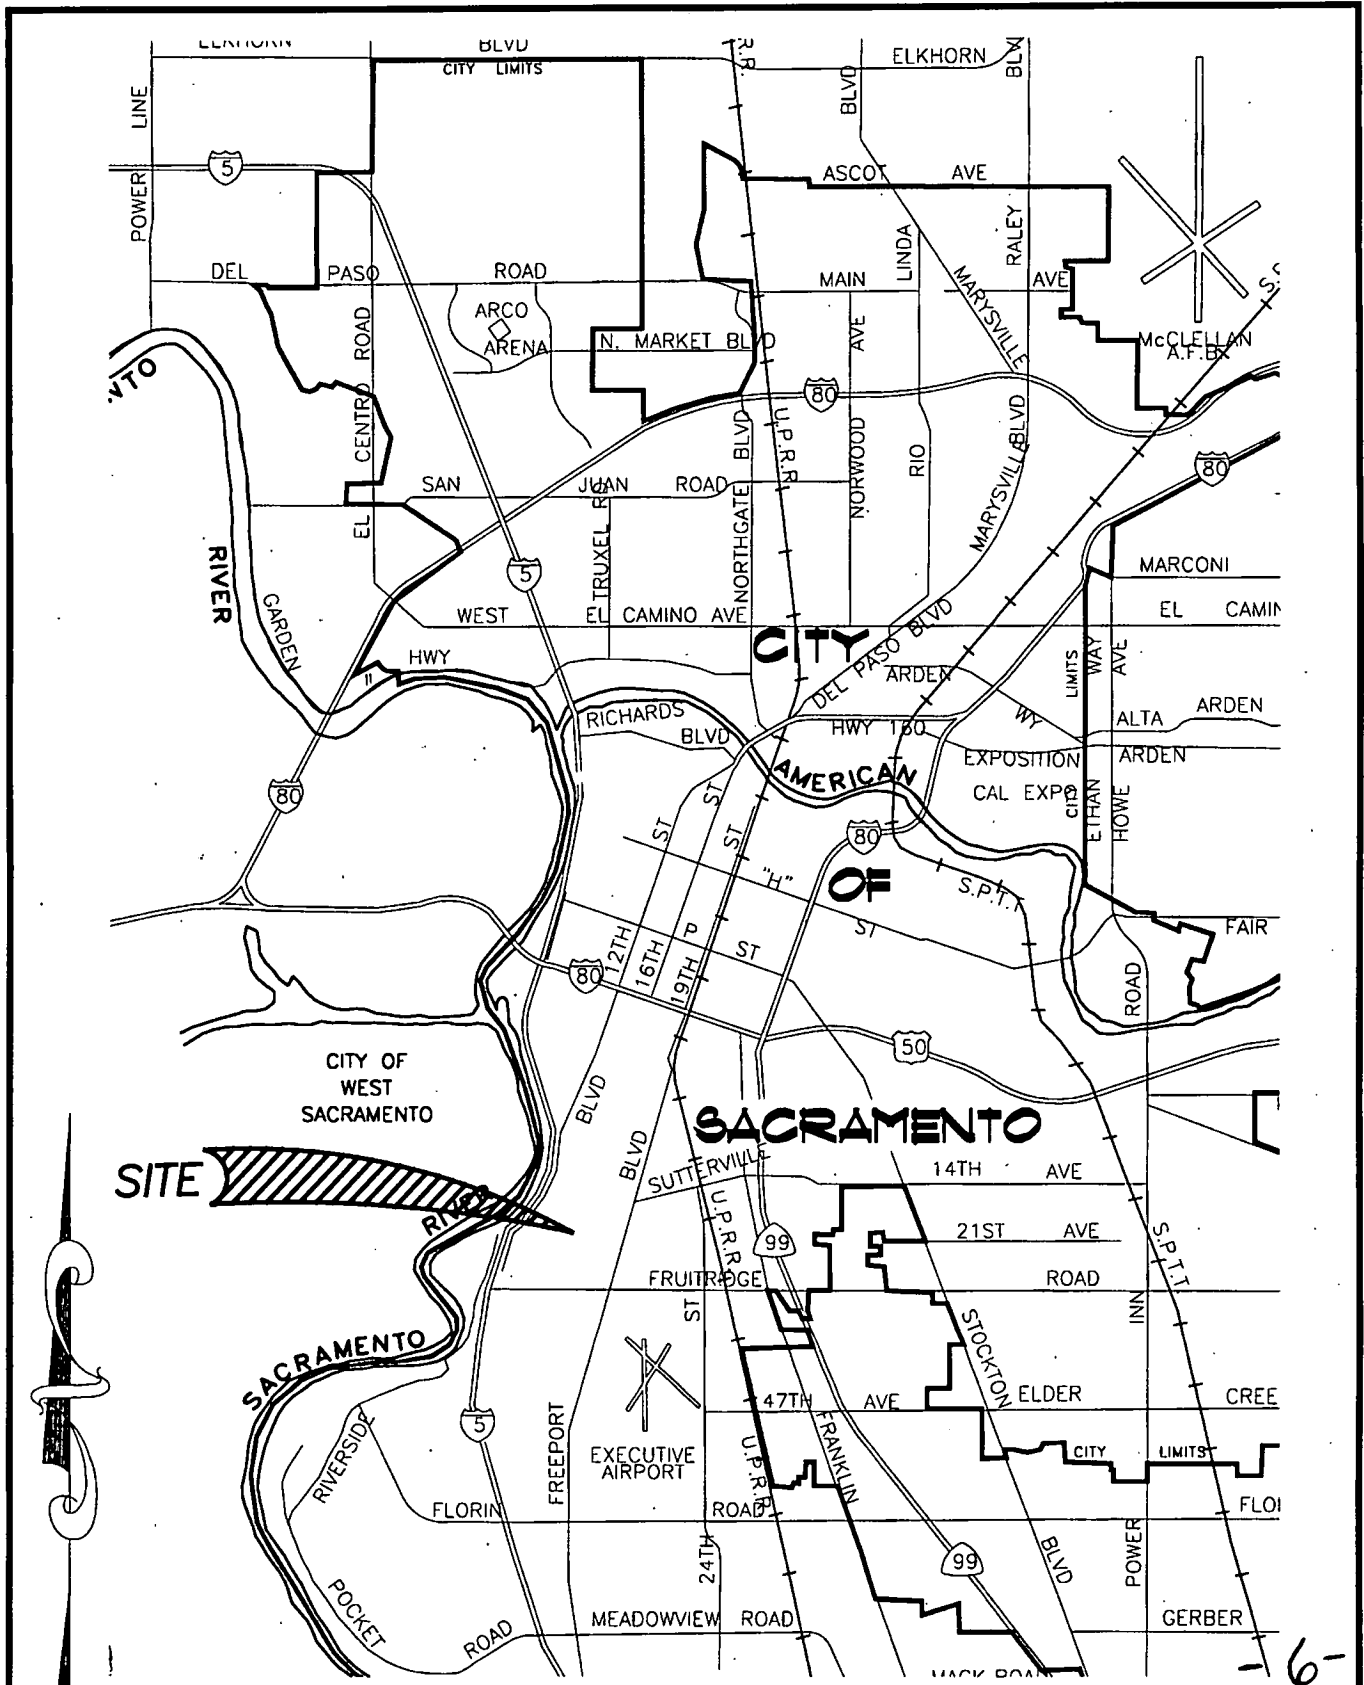 ELKHORN BLVD
CITY LIMITS
R.R.
ELKHORN
BLVD
BLV
POWER LINE
5
ASCOT AVE
DEL PASO ROAD
MAIN AVE
LINDA
RALEY
MARYSVILLE
ARCO
ARENA
N. MARKET BLVD
AVE
McCLELLAN
A.F.B.
S.P
NTO
EL CENTRO ROAD
80
U.P.R.R.
NORTHGATE BLVD
NORWOOD
RIO
MARYSVILLE BLVD
80
SAN JUAN ROAD
TRUXEL RD
5
RIVER
GARDEN
HWY
WEST EL CAMINO AVE
MARCONI
EL CAMIN
CITY
DEL PASO BLVD
ARDEN
WY
LIMITS
WAY
AVE
ALTA ARDEN
RICHARDS
BLVD
HWY 160
EXPOSITION
ARDEN
CAL EXPO
CITY
ETHAN
HOWE
AMERICAN
80
ST
ST
ST
80
"H"
ST
OF
S.P.T.T
FAIR
12TH
16TH
19TH
P
ST
80
ROAD
50
CITY OF
WEST
SACRAMENTO
BLVD
SACRAMENTO
SITE
RIVER
BLVD
SUTTERVILLE
14TH AVE
U.P.R.R.
99
21ST AVE
S.P.T.T.
FRUITRIDGE
ROAD
ST
INN
SACRAMENTO
STOCKTON
47TH AVE
ELDER CREE
5
RIVERSIDE
FREEPORT
EXECUTIVE
AIRPORT
U.P.R.R.
FRANKLIN
CITY LIMITS
FLORIN
ROAD
FLO
24TH
99
BLVD
POWER
POCKET
ROAD
MEADOWVIEW ROAD
GERBER
MACK ROA
-6-